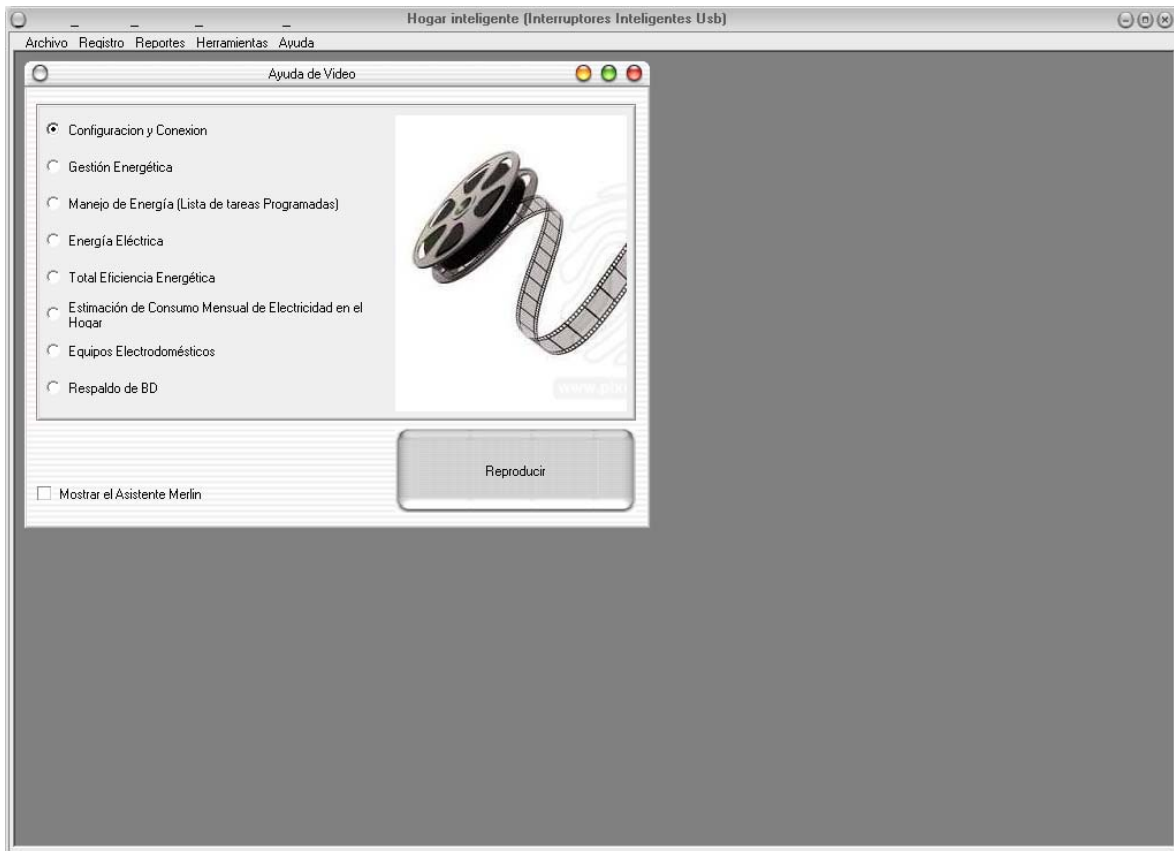 Hogar inteligente (Interruptores Inteligentes Usb)
Archivo Registro Reportes Herramientas Ayuda
Ayuda de Video
Configuracion y Conexion
Gestión Energética
Manejo de Energía (Lista de tareas Programadas)
Energía Eléctrica
Total Eficiencia Energética
Estimación de Consumo Mensual de Electricidad en el
Hogar
Equipos Electrodomésticos
Respaldo de BD
Reproducir
Mostrar el Asistente Merlin